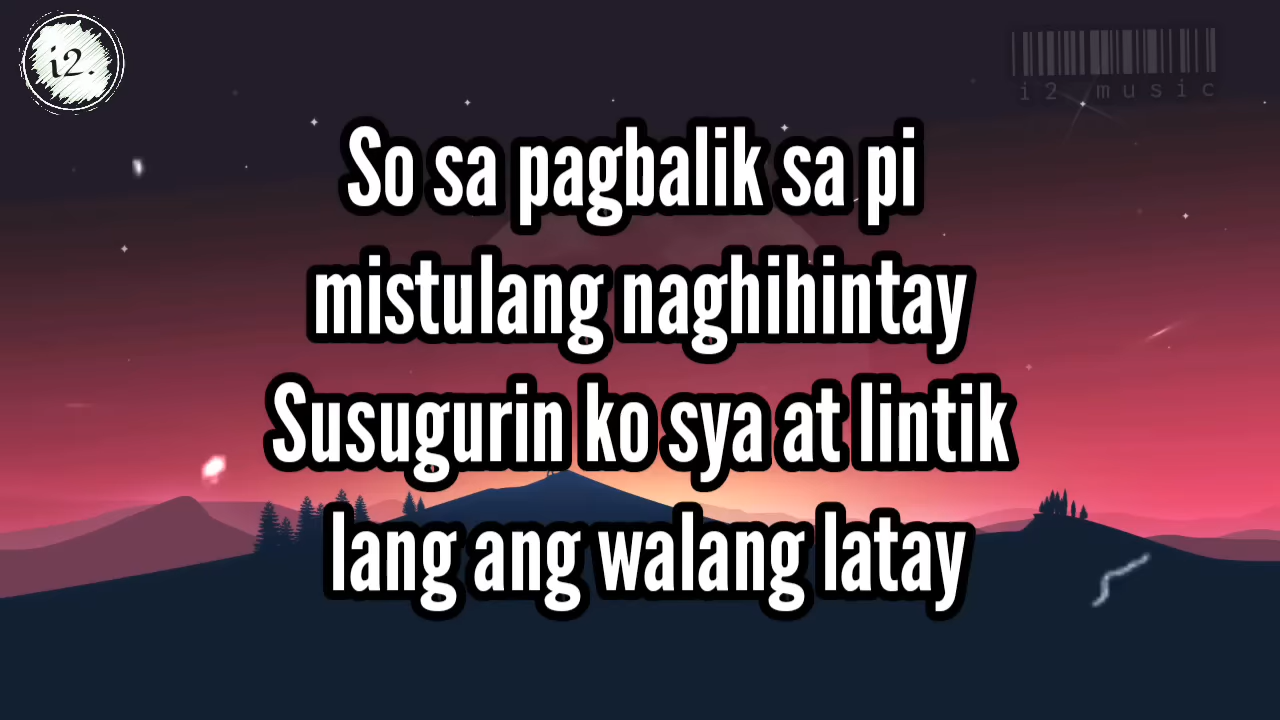 i2.
i2 music
So sa pagbalik sa pi
mistulang naghihintay
Susugurin ko sya at lintik
lang ang walang latay